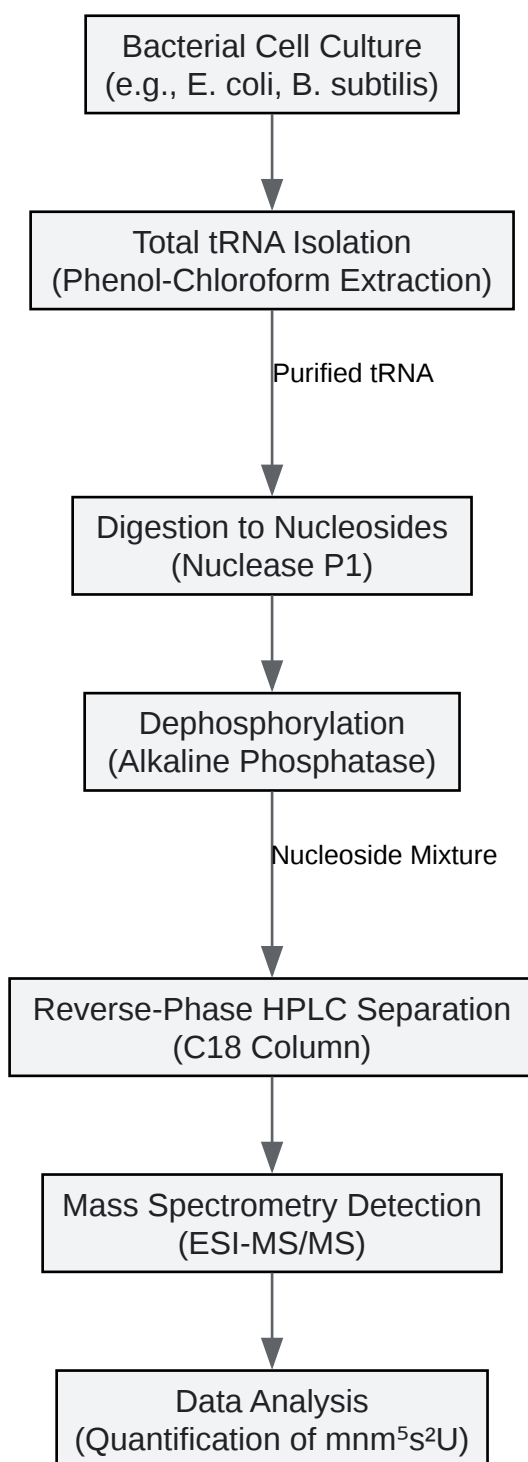 Bacterial Cell Culture
(e.g., E. coli, B. subtilis)
Total tRNA Isolation
(Phenol-Chloroform Extraction)
Purified tRNA
Digestion to Nucleosides
(Nuclease P1)
Dephosphorylation
(Alkaline Phosphatase)
Nucleoside Mixture
Reverse-Phase HPLC Separation
(C18 Column)
Mass Spectrometry Detection
(ESI-MS/MS)
Data Analysis
(Quantification of mnm⁵s²U)